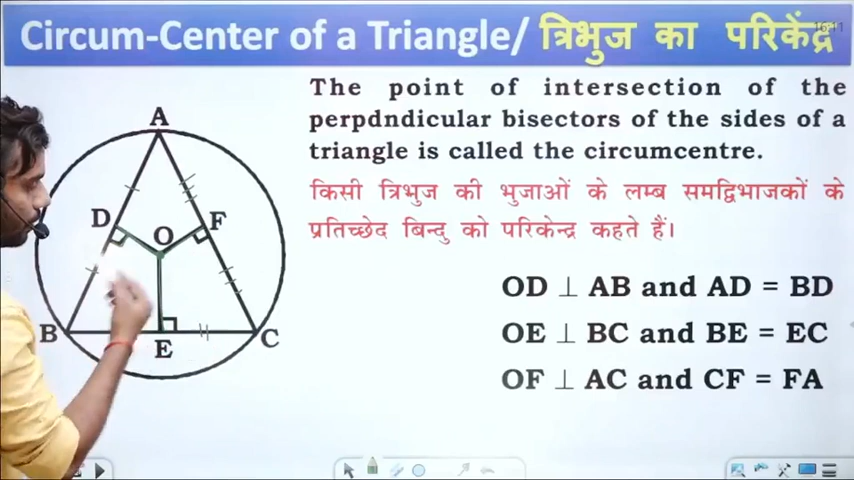 Circum-Center of a Triangle/ त्रिभुज का परिकेंद्र
16:11
The point of intersection of the
perpdndicular bisectors of the sides of a
triangle is called the circumcentre.
किसी त्रिभुज की भुजाओं के लम्ब समद्विभाजकों के
प्रतिच्छेद बिन्दु को परिकेन्द्र कहते हैं।
A
D
O
F
B
E
C
OD ⊥ AB and AD = BD
OE ⊥ BC and BE = EC
OF ⊥ AC and CF = FA